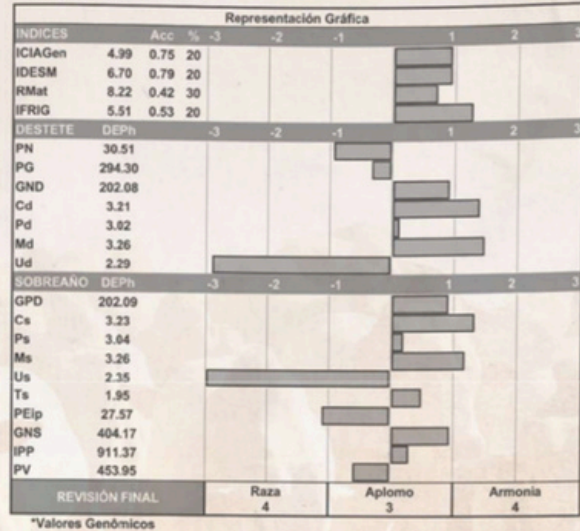 Representación Gráfica
INDICES Acc % -3 -2 -1 1 2 3
ICIAGen 4.99 0.75 20
IDESM 6.70 0.79 20
RMat 8.22 0.42 30
IFRIG 5.51 0.53 20
DESTETE DEPh -3 -2 -1 1 2 3
PN 30.51
PG 294.30
GND 202.08
Cd 3.21
Pd 3.02
Md 3.26
Ud 2.29
SOBREAÑO DEPh -3 -2 -1 1 2 3
GPD 202.09
Cs 3.23
Ps 3.04
Ms 3.26
Us 2.35
Ts 1.95
PEip 27.57
GNS 404.17
IPP 911.37
PV 453.95
REVISIÓN FINAL Raza Aplomo Armonia
4 3 4
*Valores Genômicos